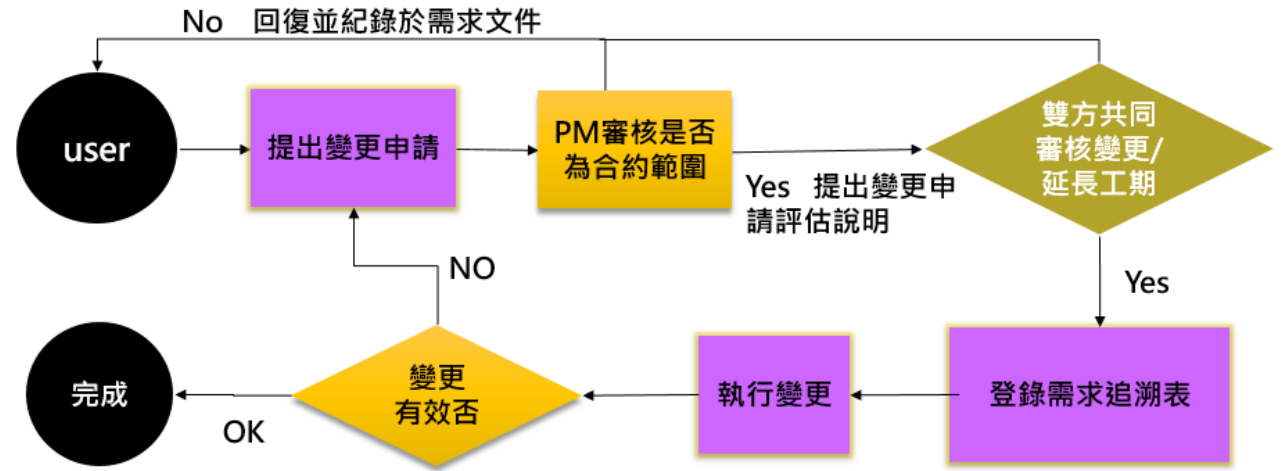 No 回復並紀錄於需求文件
user
提出變更申請
PM審核是否
為合約範圍
Yes 提出變更申
請評估說明
雙方共同
審核變更/
延長工期
Yes
NO
完成
OK
變更
有效否
執行變更
登錄需求追溯表